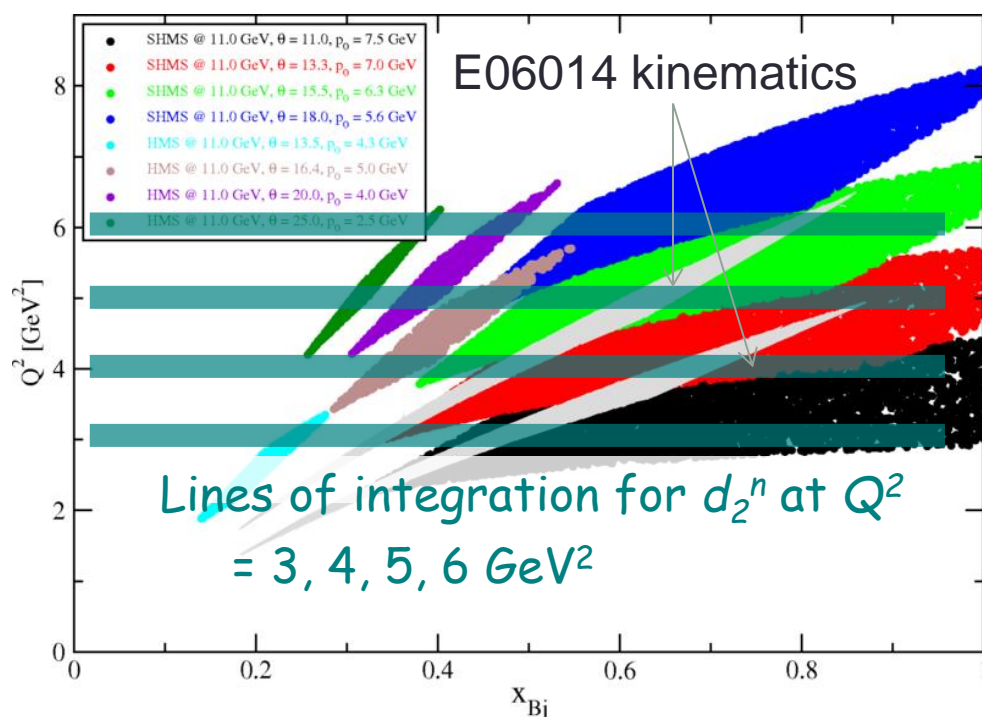 SHMS @ 11.0 GeV, θ = 11.0, p₀ = 7.5 GeV
SHMS @ 11.0 GeV, θ = 13.3, p₀ = 7.0 GeV
SHMS @ 11.0 GeV, θ = 15.5, p₀ = 6.3 GeV
SHMS @ 11.0 GeV, θ = 18.0, p₀ = 5.6 GeV
HMS @ 11.0 GeV, θ = 13.5, p₀ = 4.3 GeV
HMS @ 11.0 GeV, θ = 16.4, p₀ = 5.0 GeV
HMS @ 11.0 GeV, θ = 20.0, p₀ = 4.0 GeV
HMS @ 11.0 GeV, θ = 25.0, p₀ = 2.5 GeV
E06014 kinematics
8
6
4
2
0
Q² [GeV²]
Lines of integration for d₂ⁿ at Q²
= 3, 4, 5, 6 GeV²
0
0.2
0.4
0.6
0.8
x_Bj